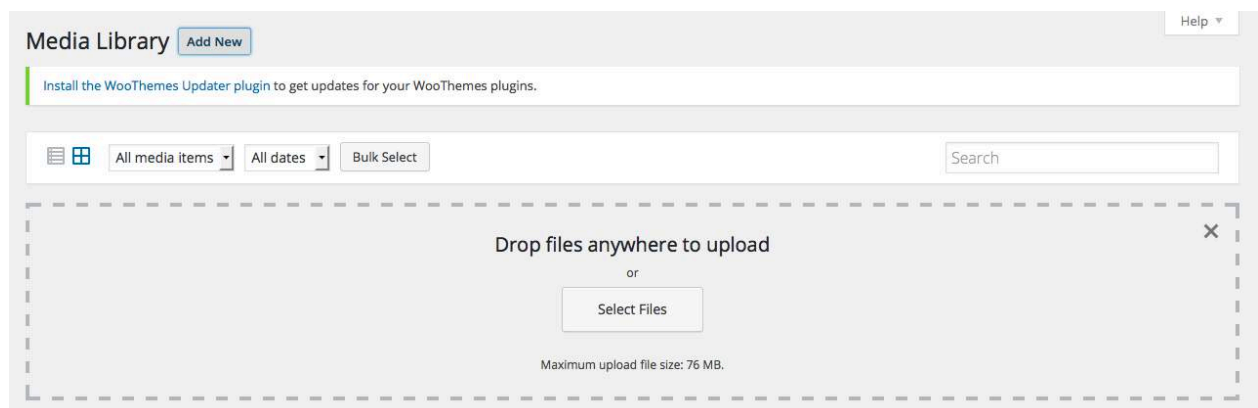 Help
Media Library Add New
Install the WooThemes Updater plugin to get updates for your WooThemes plugins.
All media items All dates Bulk Select Search
Drop files anywhere to upload
or
Select Files
Maximum upload file size: 76 MB.